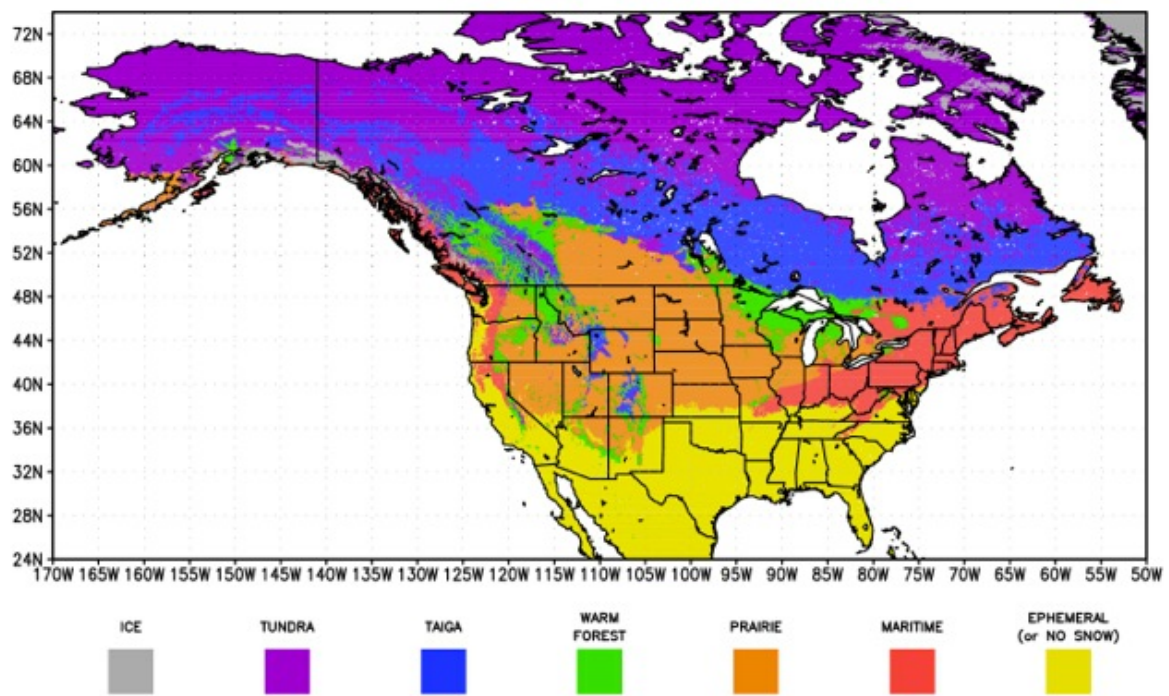 72N
68N
64N
60N
56N
52N
48N
44N
40N
36N
32N
28N
24N
170W 165W 160W 155W 150W 145W 140W 135W 130W 125W 120W 115W 110W 105W 100W 95W 90W 85W 80W 75W 70W 65W 60W 55W 50W
ICE
TUNDRA
TAIGA
WARM
FOREST
PRAIRIE
MARITIME
EPHEMERAL
(or NO SNOW)